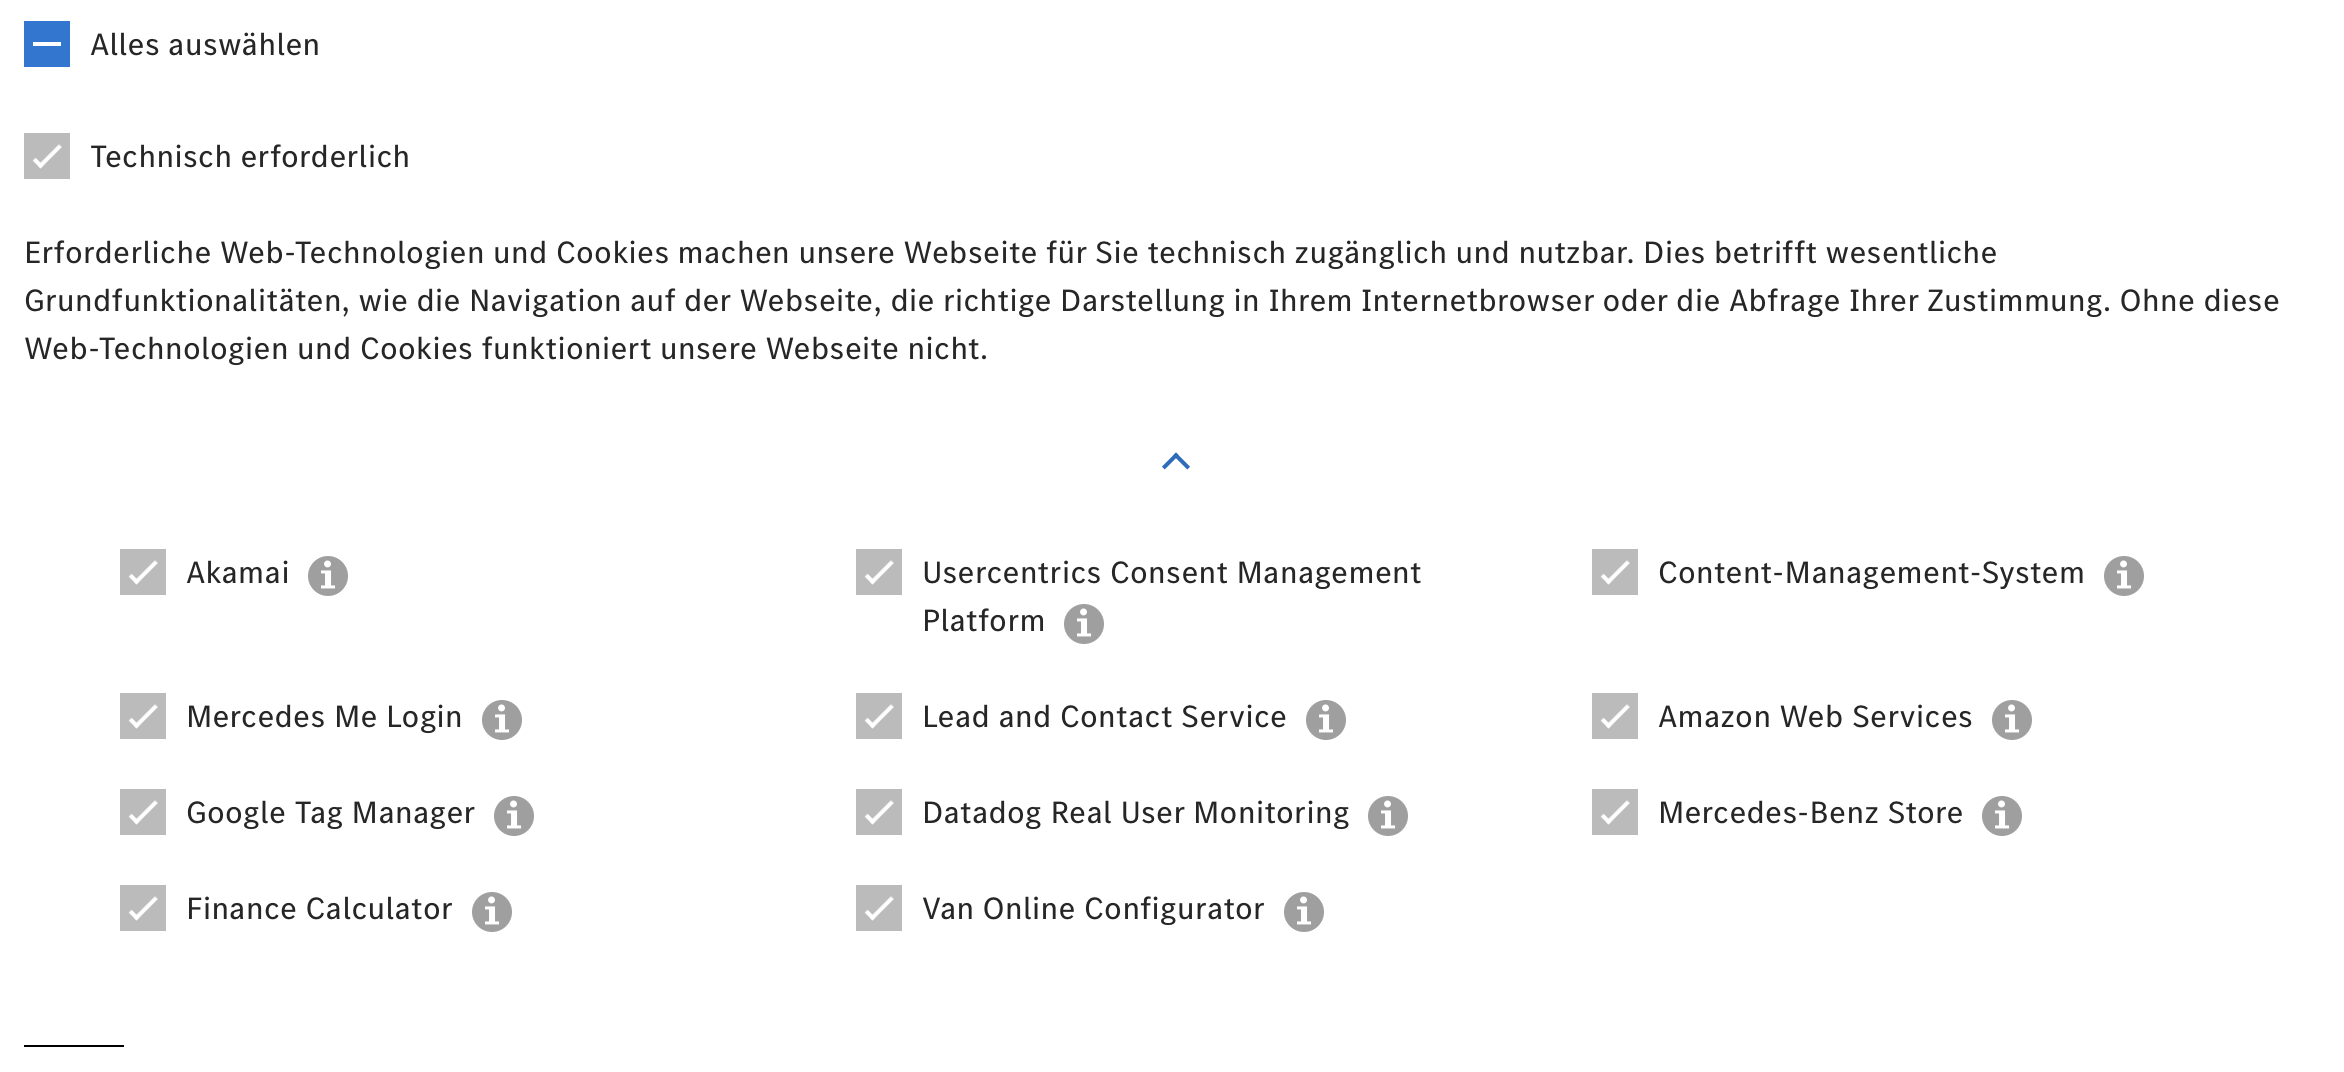 Alles auswählen
Technisch erforderlich
Erforderliche Web-Technologien und Cookies machen unsere Webseite für Sie technisch zugänglich und nutzbar. Dies betrifft wesentliche
Grundfunktionalitäten, wie die Navigation auf der Webseite, die richtige Darstellung in Ihrem Internetbrowser oder die Abfrage Ihrer Zustimmung. Ohne diese
Web-Technologien und Cookies funktioniert unsere Webseite nicht.
Akamai
Usercentrics Consent Management
Platform
Content-Management-System
Mercedes Me Login
Lead and Contact Service
Amazon Web Services
Google Tag Manager
Datadog Real User Monitoring
Mercedes-Benz Store
Finance Calculator
Van Online Configurator